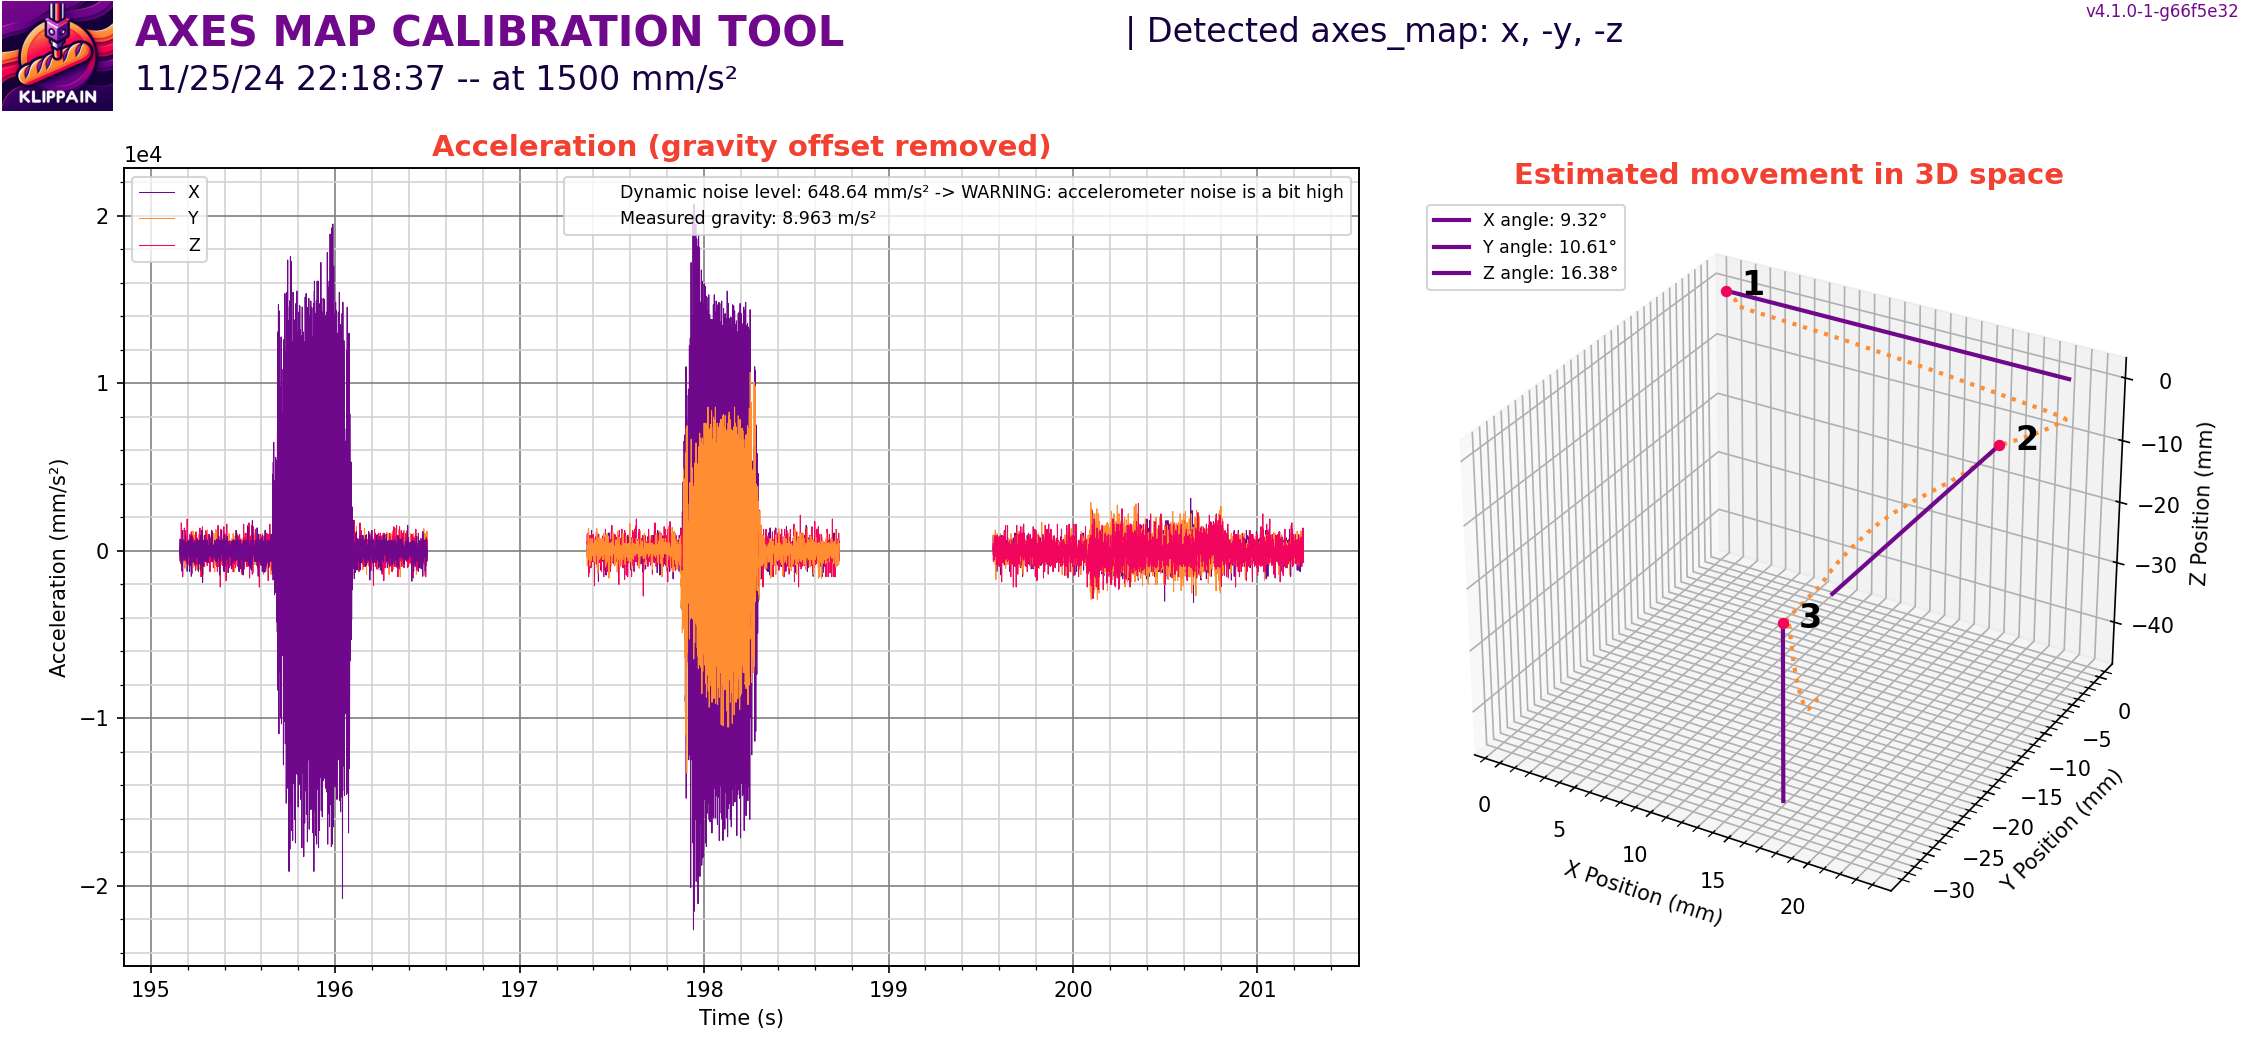 KLIPPAIN
AXES MAP CALIBRATION TOOL
11/25/24 22:18:37 -- at 1500 mm/s²
| Detected axes_map: x, -y, -z
v4.1.0-1-g66f5e32
Acceleration (gravity offset removed)
1e4
X
Y
Z
Dynamic noise level: 648.64 mm/s² -> WARNING: accelerometer noise is a bit high
Measured gravity: 8.963 m/s²
2
1
0
−1
−2
Acceleration (mm/s²)
195 196 197 198 199 200 201
Time (s)
Estimated movement in 3D space
X angle: 9.32°
Y angle: 10.61°
Z angle: 16.38°
1
2
3
0
−10
−20
−30
−40
Z Position (mm)
0
−5
−10
−15
−20
−25
−30
Y Position (mm)
0
5
10
15
20
X Position (mm)